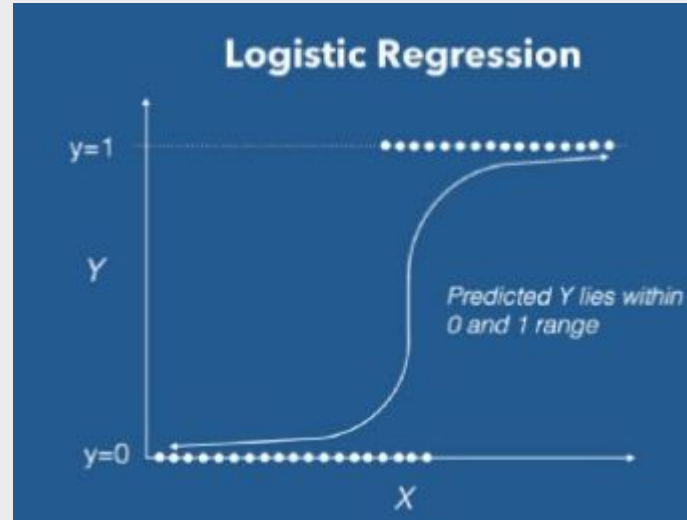 Logistic Regression
y=1
Y
Predicted Y lies within
0 and 1 range
y=0
X